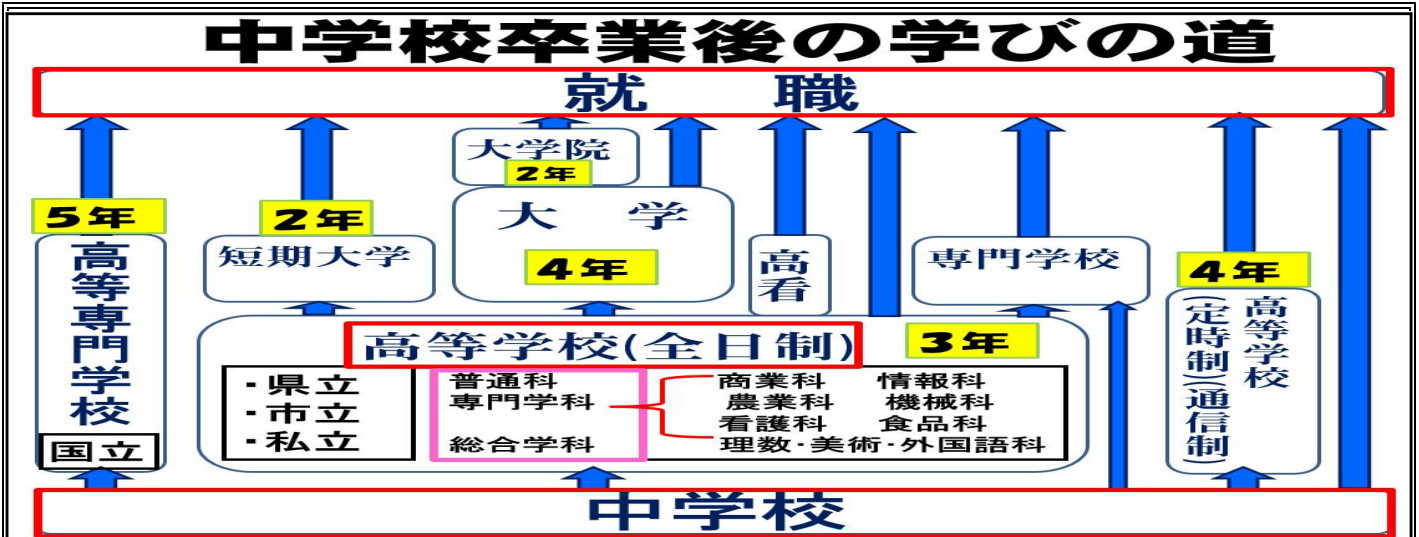 中学校卒業後の学びの道
就 職
大学院
2年
5年
2年
大 学
4年
短期大学
高看
専門学校
4年
高等専門学校
国立
高等学校(全日制)
3年
・県立
・市立
・私立
普通科
専門学科
総合学科
商業科 情報科
農業科 機械科
看護科 食品科
理数・美術・外国語科
高等学校
(定時制)(通信制)
中学校